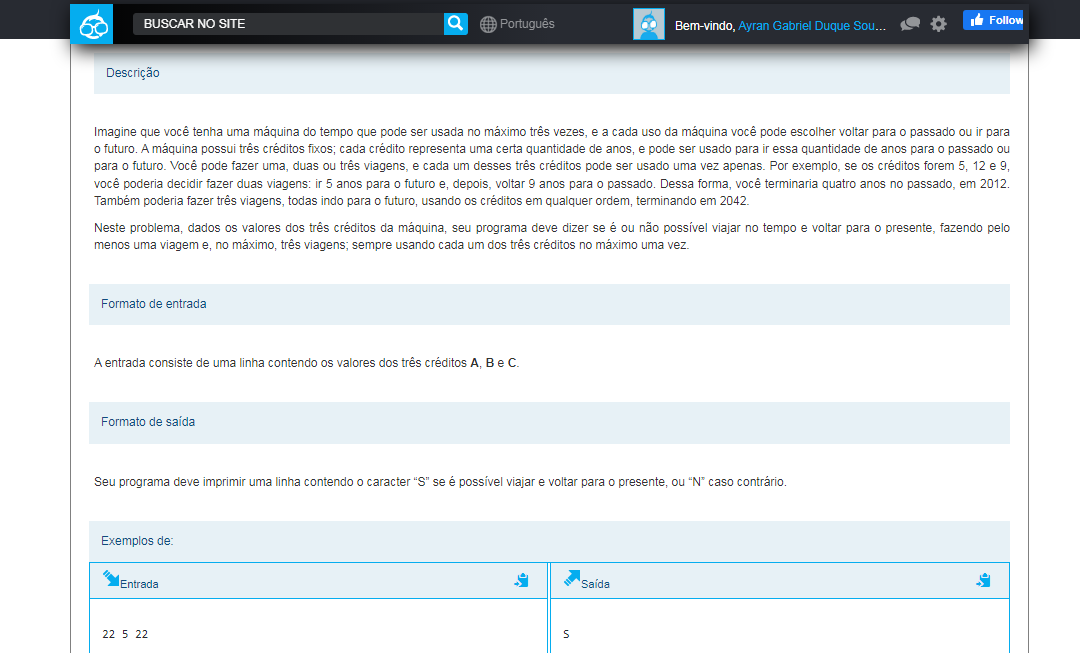 BUSCAR NO SITE
Português
Bem-vindo, Ayran Gabriel Duque Sou...
Follow
Descrição
Imagine que você tenha uma máquina do tempo que pode ser usada no máximo três vezes, e a cada uso da máquina você pode escolher voltar para o passado ou ir para
o futuro. A máquina possui três créditos fixos; cada crédito representa uma certa quantidade de anos, e pode ser usado para ir essa quantidade de anos para o passado ou
para o futuro. Você pode fazer uma, duas ou três viagens, e cada um desses três créditos pode ser usado uma vez apenas. Por exemplo, se os créditos forem 5, 12 e 9,
você poderia decidir fazer duas viagens: ir 5 anos para o futuro e, depois, voltar 9 anos para o passado. Dessa forma, você terminaria quatro anos no passado, em 2012.
Também poderia fazer três viagens, todas indo para o futuro, usando os créditos em qualquer ordem, terminando em 2042.
Neste problema, dados os valores dos três créditos da máquina, seu programa deve dizer se é ou não possível viajar no tempo e voltar para o presente, fazendo pelo
menos uma viagem e, no máximo, três viagens; sempre usando cada um dos três créditos no máximo uma vez.
Formato de entrada
A entrada consiste de uma linha contendo os valores dos três créditos A, B e C.
Formato de saída
Seu programa deve imprimir uma linha contendo o caracter “S” se é possível viajar e voltar para o presente, ou “N” caso contrário.
Exemplos de:
Entrada
Saída
22 5 22
S